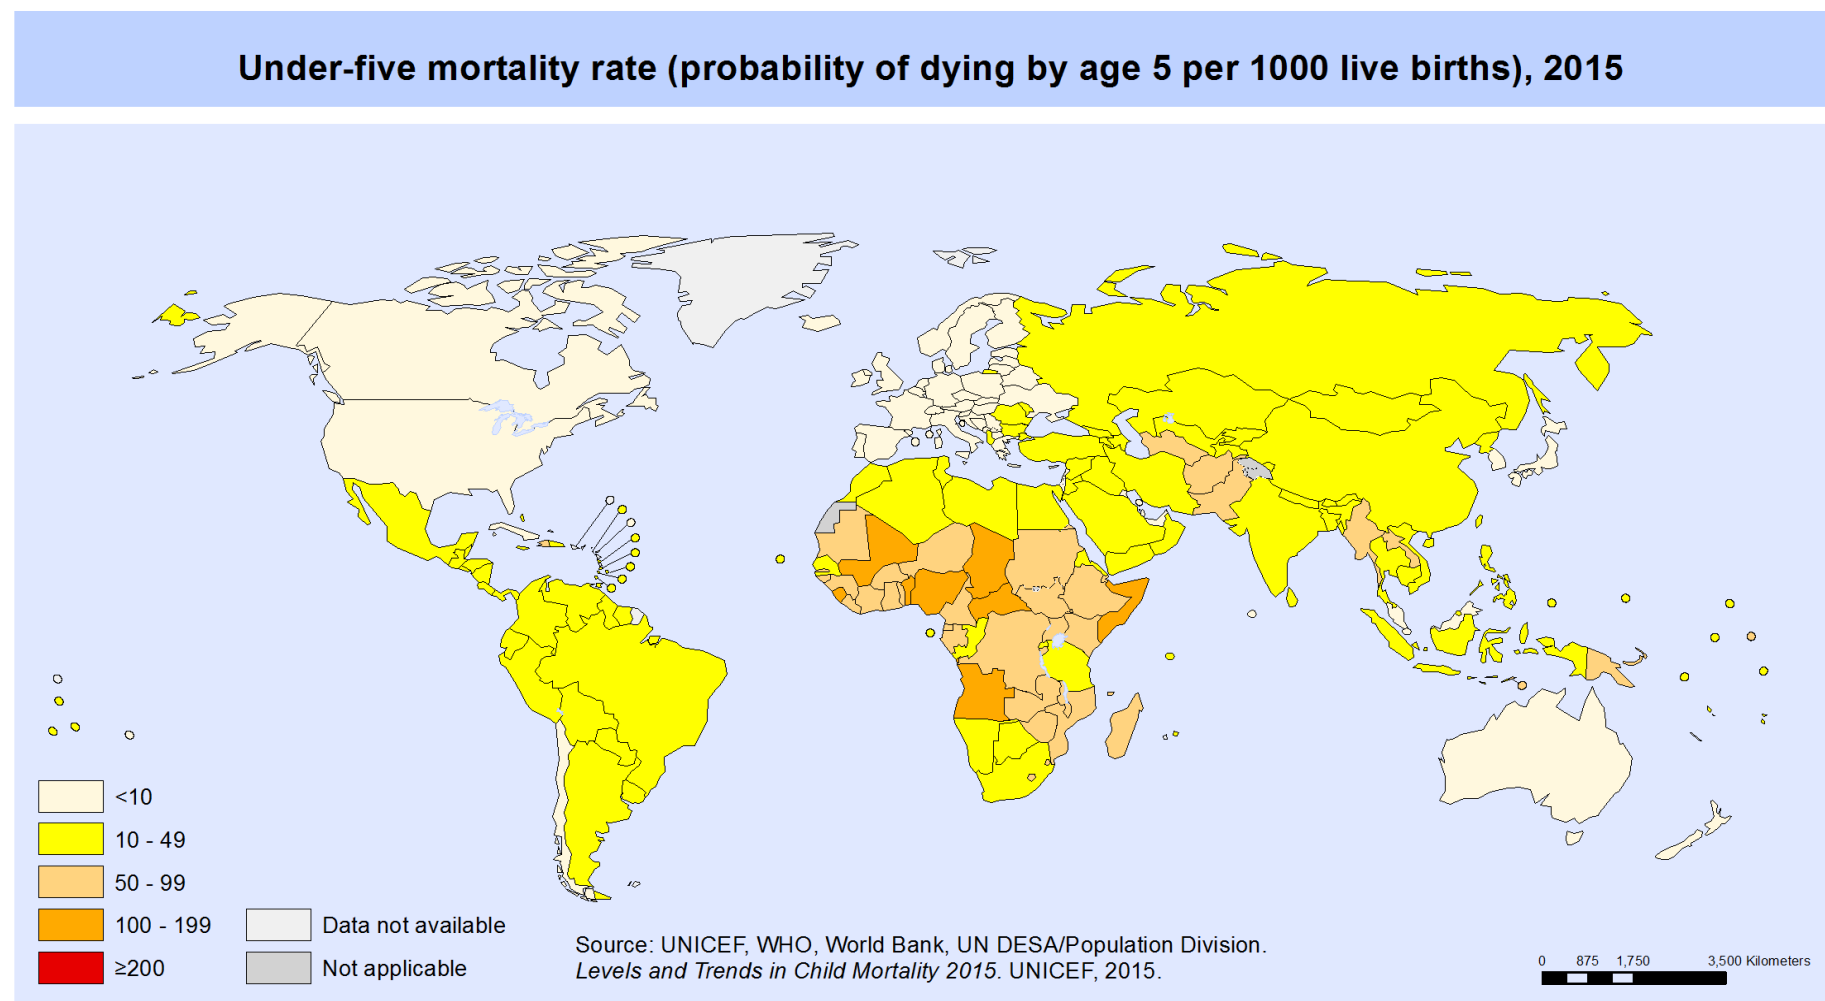 Under-five mortality rate (probability of dying by age 5 per 1000 live births), 2015
<10
10 - 49
50 - 99
100 - 199
≥200
Data not available
Not applicable
Source: UNICEF, WHO, World Bank, UN DESA/Population Division.
Levels and Trends in Child Mortality 2015. UNICEF, 2015.
0 875 1,750 3,500 Kilometers